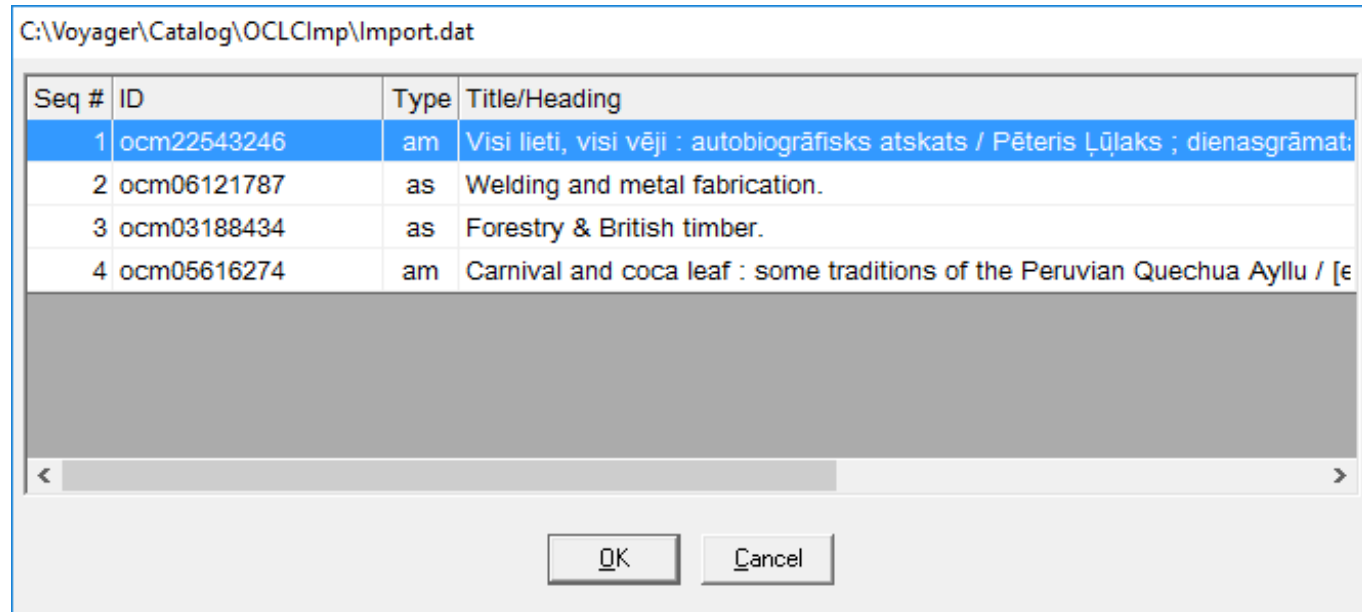 C:\Voyager\Catalog\OCLCImp\Import.dat
Seq # ID Type Title/Heading
1 ocm22543246 am Visi lieti, visi vēji : autobiogrāfisks atskats / Pēteris Ļūļaks ; dienasgrāmat
2 ocm06121787 as Welding and metal fabrication.
3 ocm03188434 as Forestry & British timber.
4 ocm05616274 am Carnival and coca leaf : some traditions of the Peruvian Quechua Ayllu / [e
OK Cancel